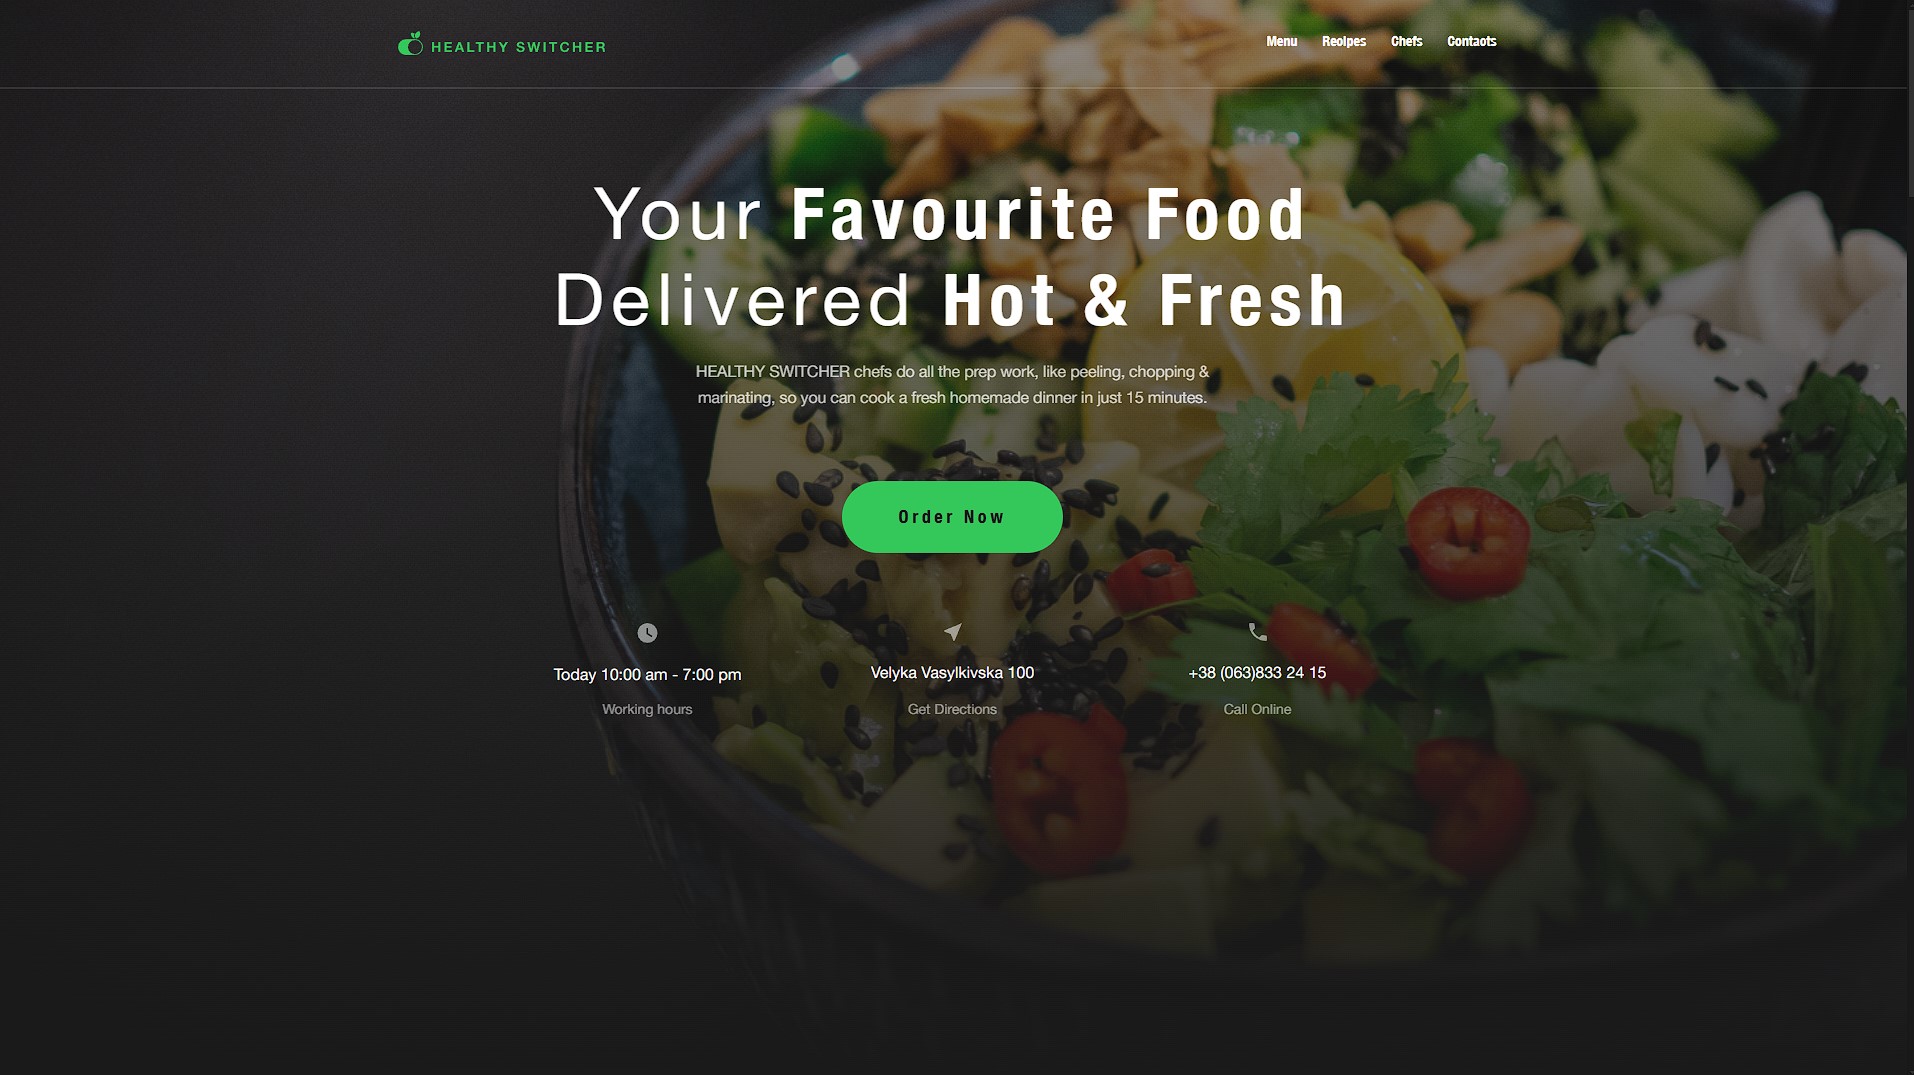 HEALTHY SWITCHER
Menu Recipes Chefs Contacts
Your Favourite Food
Delivered Hot & Fresh
HEALTHY SWITCHER chefs do all the prep work, like peeling, chopping &
marinating, so you can cook a fresh homemade dinner in just 15 minutes.
Order Now
Today 10:00 am - 7:00 pm
Working hours
Velyka Vasylkivska 100
Get Directions
+38 (063)833 24 15
Call Online